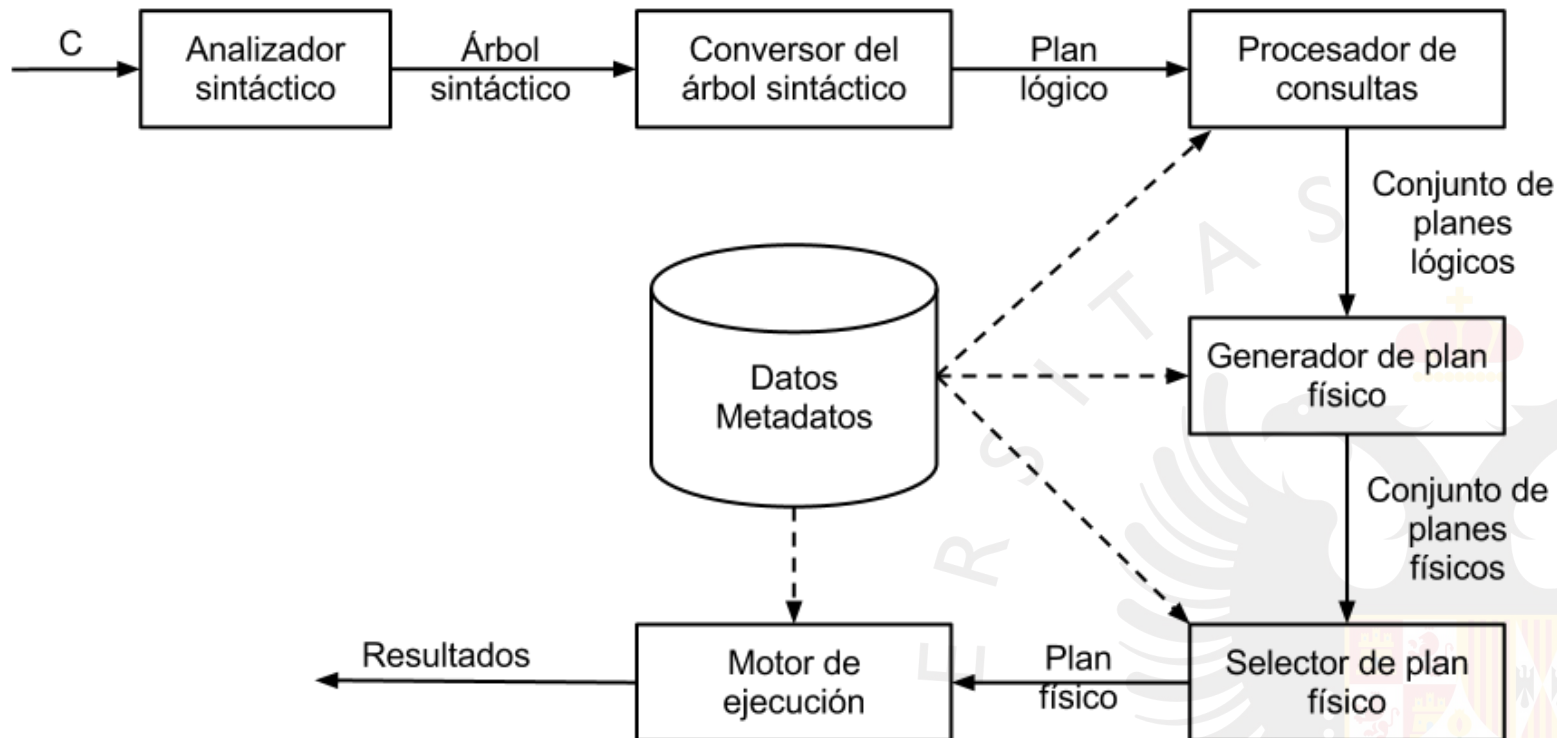 C
Analizador
sintáctico
Árbol
sintáctico
Conversor del
árbol sintáctico
Plan
lógico
Procesador de
consultas
Conjunto de
planes
lógicos
Datos
Metadatos
Generador de plan
físico
Conjunto de
planes
físicos
Selector de plan
físico
Plan
físico
Motor de
ejecución
Resultados
E R S I T A S